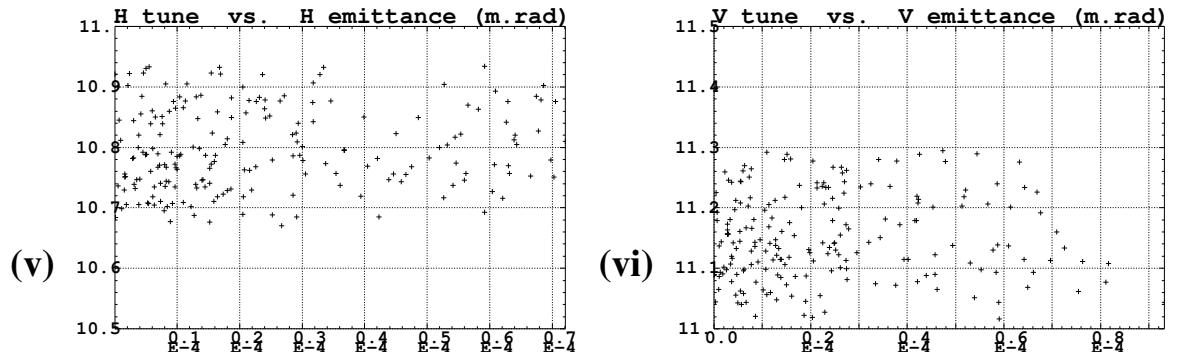 H tune vs. H emittance (m.rad)
11.
10.9
10.8
10.7
10.6
10.5
0.1 0.2 0.3 0.4 0.5 0.6 0.7
E-4 E-4 E-4 E-4 E-4 E-4 E-4
(v)
V tune vs. V emittance (m.rad)
11.5
11.4
11.3
11.2
11.1
11
0.0 0.2 0.4 0.6 0.8
E-4 E-4 E-4 E-4
(vi)